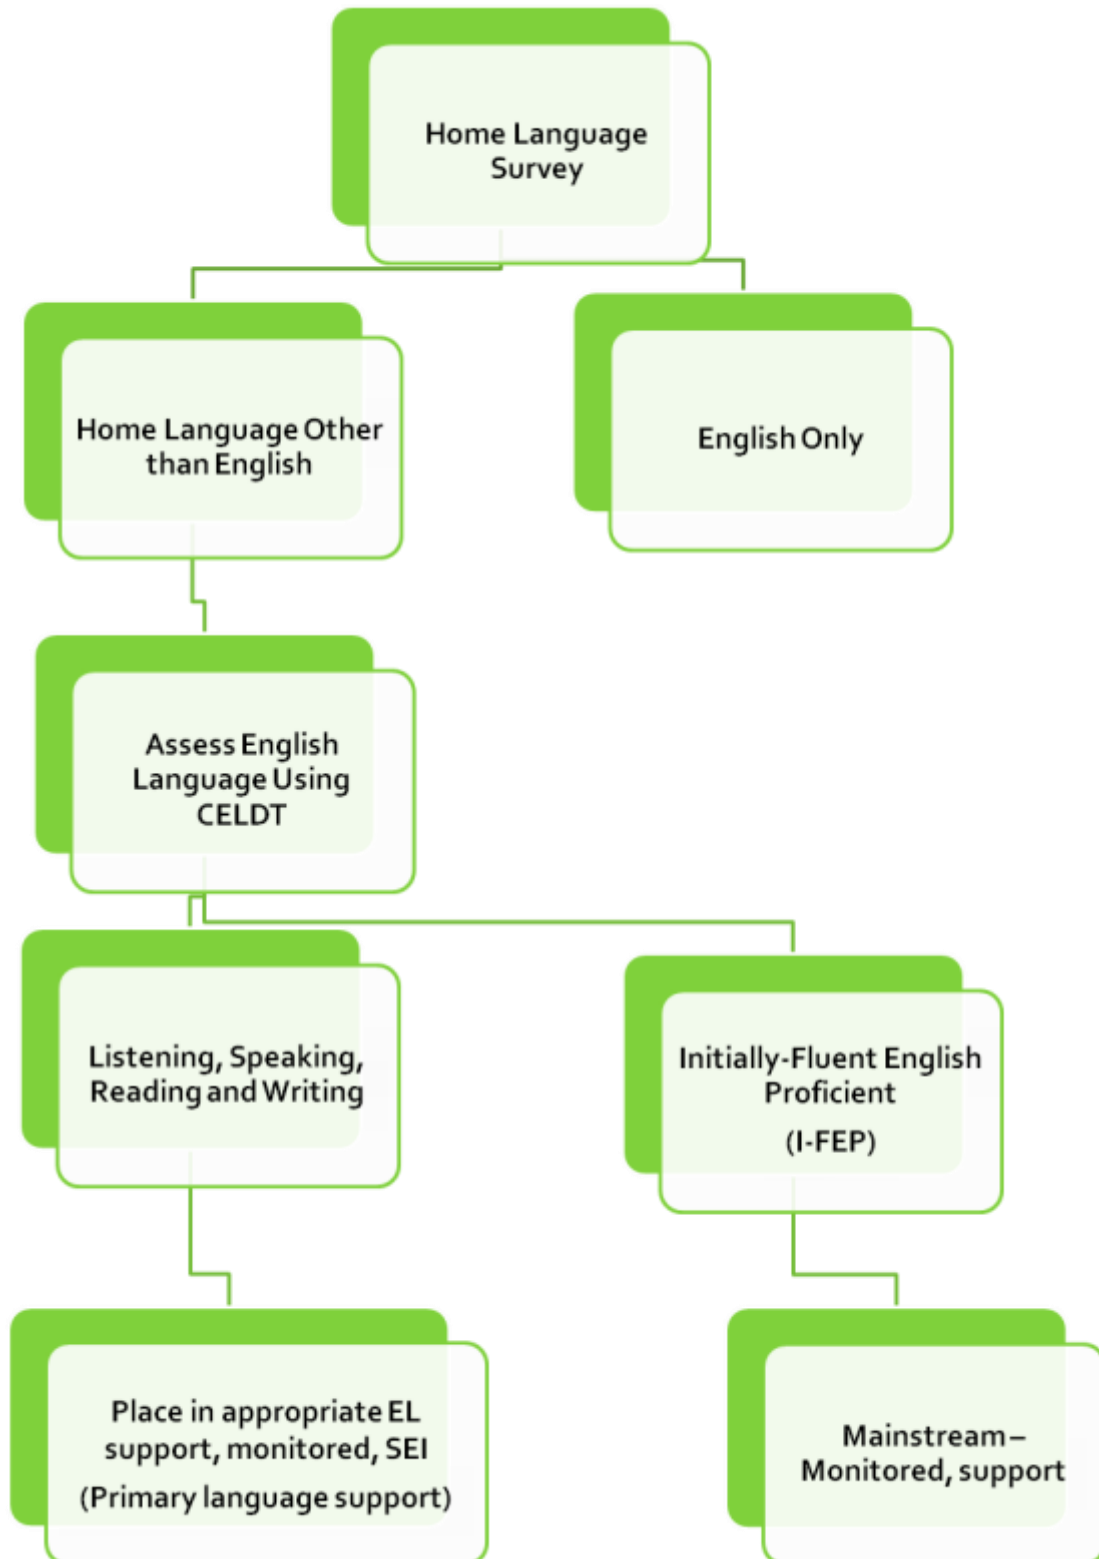 Home Language
Survey
Home Language Other
than English
English Only
Assess English
Language Using
CELDT
Listening, Speaking,
Reading and Writing
Initially-Fluent English
Proficient
(I-FEP)
Place in appropriate EL
support, monitored, SEI
(Primary language support)
Mainstream –
Monitored, support